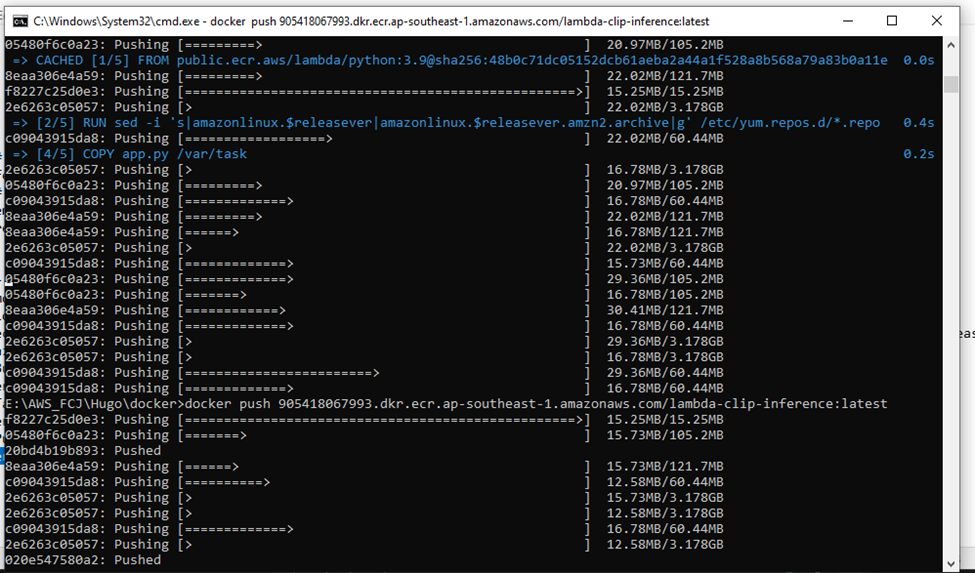 C:\Windows\System32\cmd.exe - docker push 905418067993.dkr.ecr.ap-southeast-1.amazonaws.com/lambda-clip-inference:latest
05480f6c0a23: Pushing [=========> ] 20.97MB/105.2MB
=> CACHED [1/5] FROM public.ecr.aws/lambda/python:3.9@sha256:48b0c71dc05152dcb61aeba2a44a1f528a8b568a79a83b0a11e 0.0s
8eaa306e4a59: Pushing [=========> ] 22.02MB/121.7MB
f8227c25d0e3: Pushing [==================================================>] 15.25MB/15.25MB
2e6263c05057: Pushing [> ] 22.02MB/3.178GB
=> [2/5] RUN sed -i 's|amazonlinux.$releasever|amazonlinux.$releasever.amzn2.archive|g' /etc/yum.repos.d/*.repo 0.4s
c09043915da8: Pushing [==================> ] 22.02MB/60.44MB
=> [4/5] COPY app.py /var/task 0.2s
2e6263c05057: Pushing [> ] 16.78MB/3.178GB
05480f6c0a23: Pushing [=========> ] 20.97MB/105.2MB
c09043915da8: Pushing [=============> ] 16.78MB/60.44MB
8eaa306e4a59: Pushing [=========> ] 22.02MB/121.7MB
8eaa306e4a59: Pushing [======> ] 16.78MB/121.7MB
2e6263c05057: Pushing [> ] 22.02MB/3.178GB
c09043915da8: Pushing [=============> ] 15.73MB/60.44MB
05480f6c0a23: Pushing [=============> ] 29.36MB/105.2MB
05480f6c0a23: Pushing [=======> ] 16.78MB/105.2MB
8eaa306e4a59: Pushing [============> ] 30.41MB/121.7MB
c09043915da8: Pushing [=============> ] 16.78MB/60.44MB
2e6263c05057: Pushing [> ] 29.36MB/3.178GB
2e6263c05057: Pushing [> ] 16.78MB/3.178GB
c09043915da8: Pushing [========================> ] 29.36MB/60.44MB
c09043915da8: Pushing [=============> ] 16.78MB/60.44MB
E:\AWS_FCJ\Hugo\docker>docker push 905418067993.dkr.ecr.ap-southeast-1.amazonaws.com/lambda-clip-inference:latest
f8227c25d0e3: Pushing [==================================================>] 15.25MB/15.25MB
05480f6c0a23: Pushing [=======> ] 15.73MB/105.2MB
20bd4b19b893: Pushed
8eaa306e4a59: Pushing [======> ] 15.73MB/121.7MB
c09043915da8: Pushing [==========> ] 12.58MB/60.44MB
2e6263c05057: Pushing [> ] 15.73MB/3.178GB
2e6263c05057: Pushing [> ] 12.58MB/3.178GB
c09043915da8: Pushing [=============> ] 16.78MB/60.44MB
2e6263c05057: Pushing [> ] 12.58MB/3.178GB
020e547580a2: Pushed